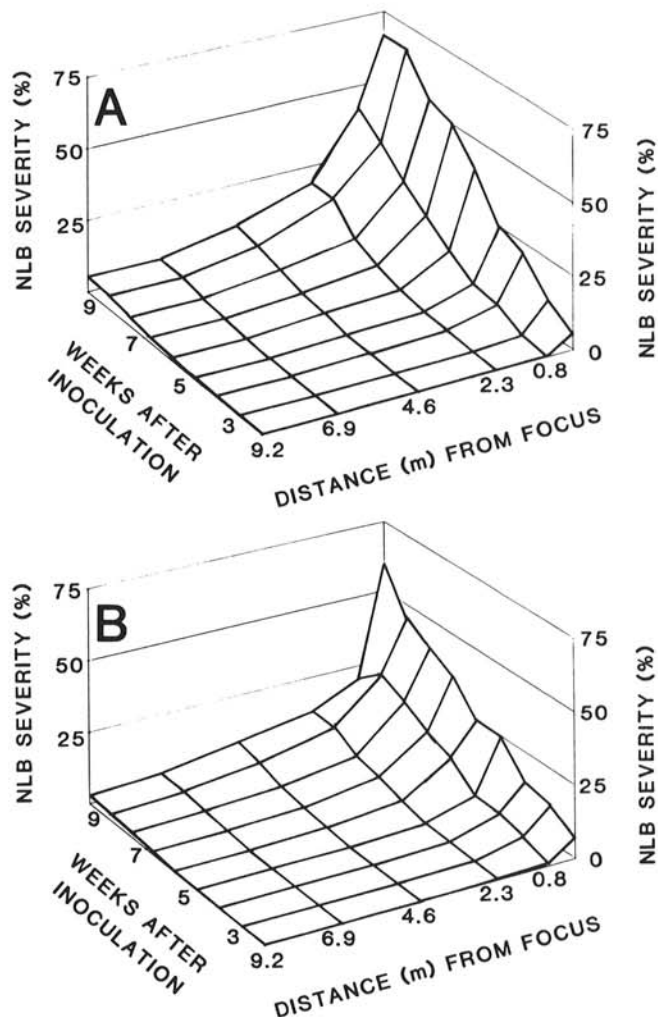 A
NLB SEVERITY (%)
75
50
25
NLB SEVERITY (%)
75
50
25
0
9
7
5
3
WEEKS AFTER
INOCULATION
9.2
6.9
4.6
2.3
0.8
DISTANCE (m) FROM FOCUS
B
NLB SEVERITY (%)
75
50
25
NLB SEVERITY (%)
75
50
25
0
9
7
5
3
WEEKS AFTER
INOCULATION
9.2
6.9
4.6
2.3
0.8
DISTANCE (m) FROM FOCUS